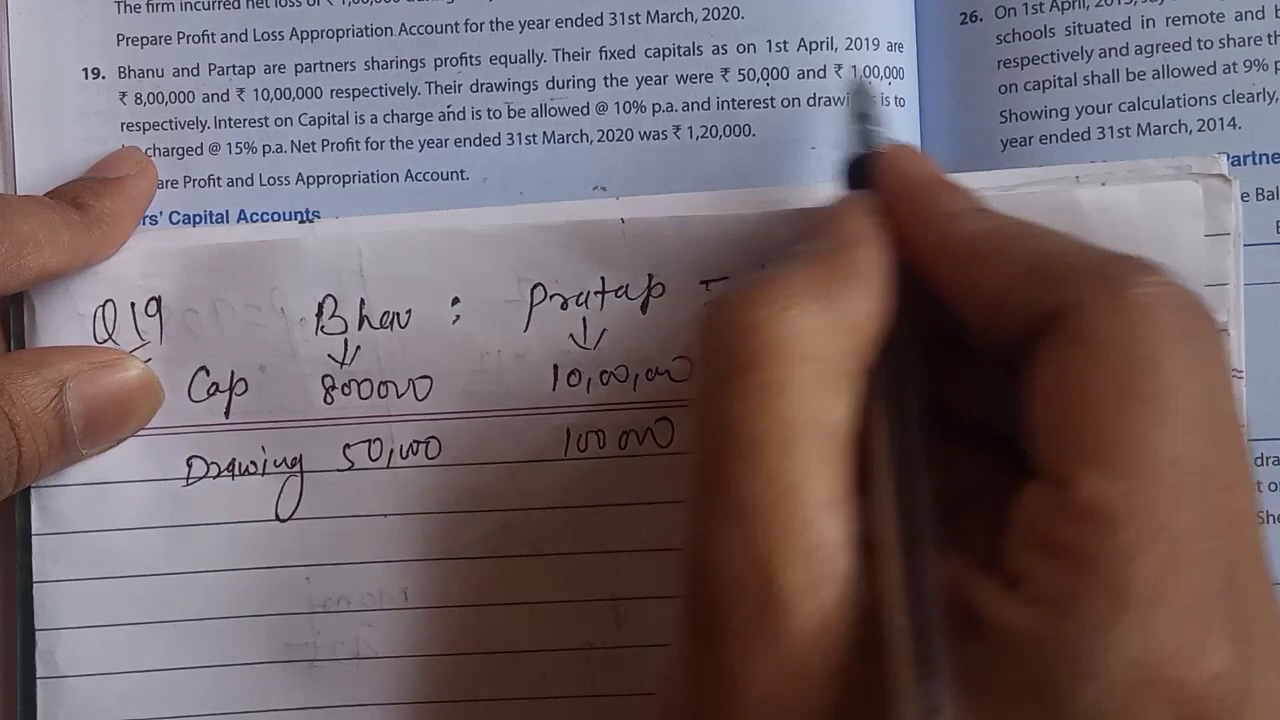 The firm incurred net loss of ₹
Prepare Profit and Loss Appropriation Account for the year ended 31st March, 2020.
19. Bhanu and Partap are partners sharings profits equally. Their fixed capitals as on 1st April, 2019 are
₹ 8,00,000 and ₹ 10,00,000 respectively. Their drawings during the year were ₹ 50,000 and ₹ 1,00,000
respectively. Interest on Capital is a charge and is to be allowed @ 10% p.a. and interest on is to
charged @ 15% p.a. Net Profit for the year ended 31st March, 2020 was ₹ 1,20,000.
are Profit and Loss Appropriation Account.
rs' Capital Accounts
26. On 1st April,
schools situated in remote and
respectively and agreed to share
on capital shall be allowed at 9%
Showing your calculations clearly,
year ended 31st March, 2014.
Partne
e Bal
dra
t o
She
Q19 Bhav : Pratap =
Cap 800000 10,00,000
Drawing 50,000 100000